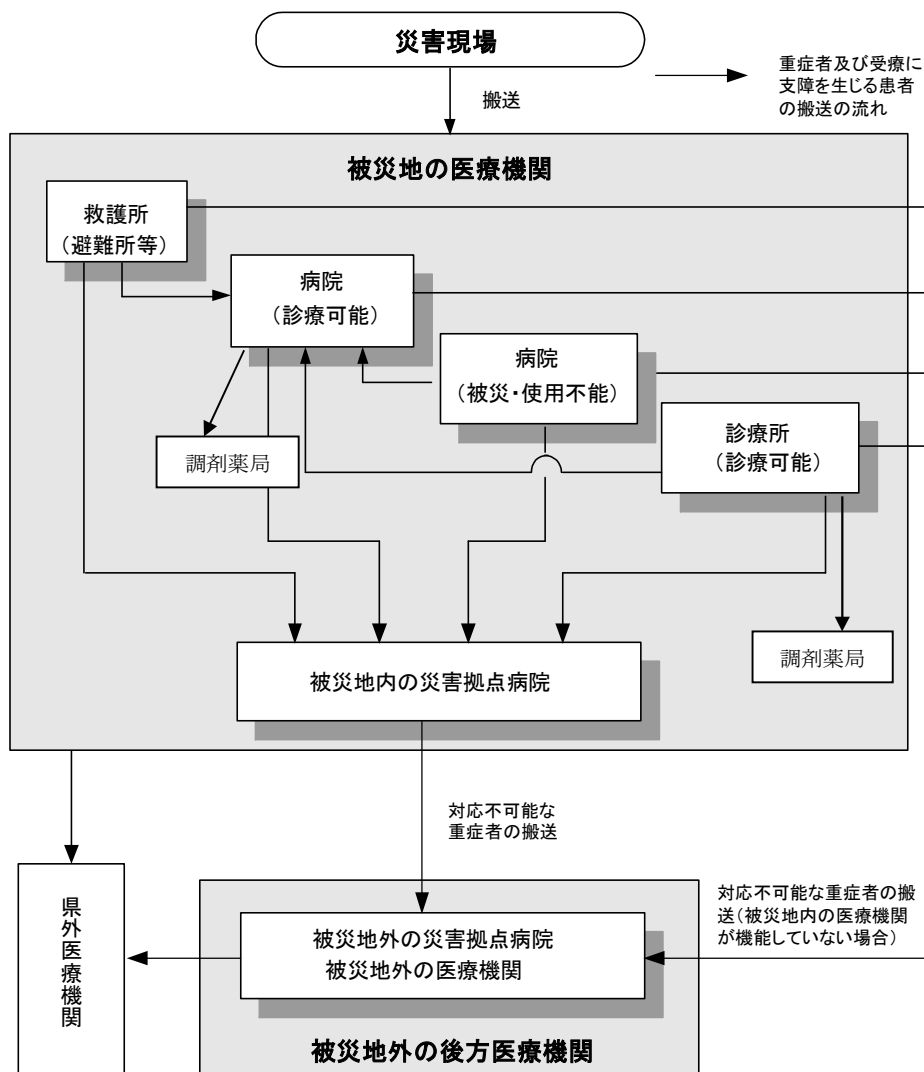 災害現場
搬送
重症者及び受療に
支障を生じる患者
の搬送の流れ
被災地の医療機関
救護所
（避難所等）
病院
（診療可能）
病院
（被災・使用不能）
診療所
（診療可能）
調剤薬局
調剤薬局
被災地内の災害拠点病院
対応不可能な
重症者の搬送
対応不可能な重症者の搬
送（被災地内の医療機関
が機能していない場合）
県外医療機関
被災地外の災害拠点病院
被災地外の医療機関
被災地外の後方医療機関